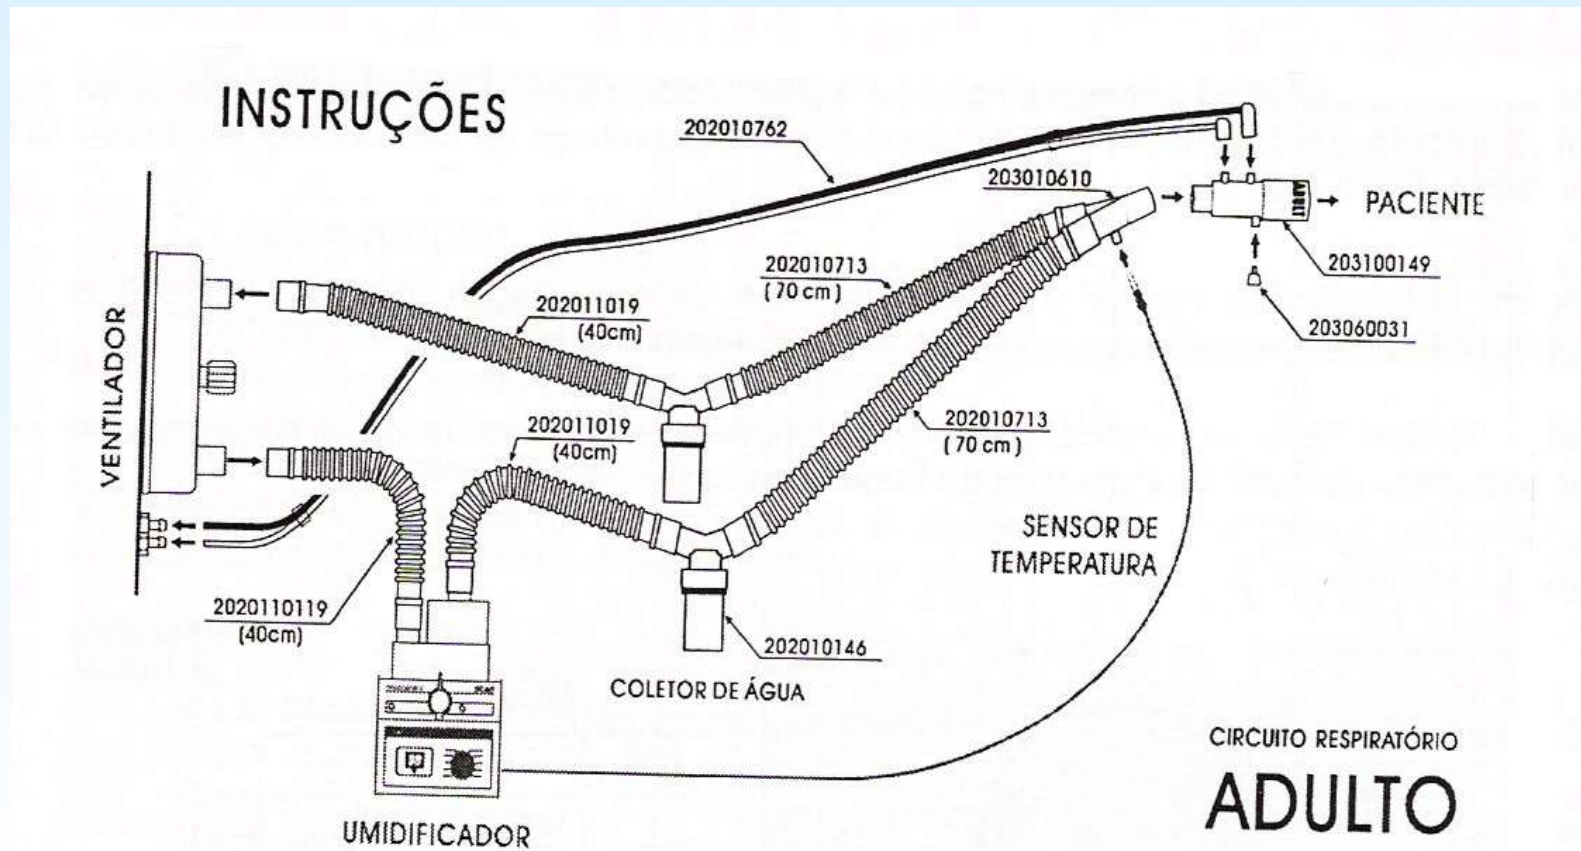 INSTRUÇÕES
202010762
203010610
PACIENTE
203100149
203060031
202010713
(70 cm)
202011019
(40cm)
VENTILADOR
202011019
(40cm)
202010713
(70 cm)
SENSOR DE
TEMPERATURA
2020110119
(40cm)
202010146
COLETOR DE ÁGUA
UMIDIFICADOR
CIRCUITO RESPIRATÓRIO
ADULTO